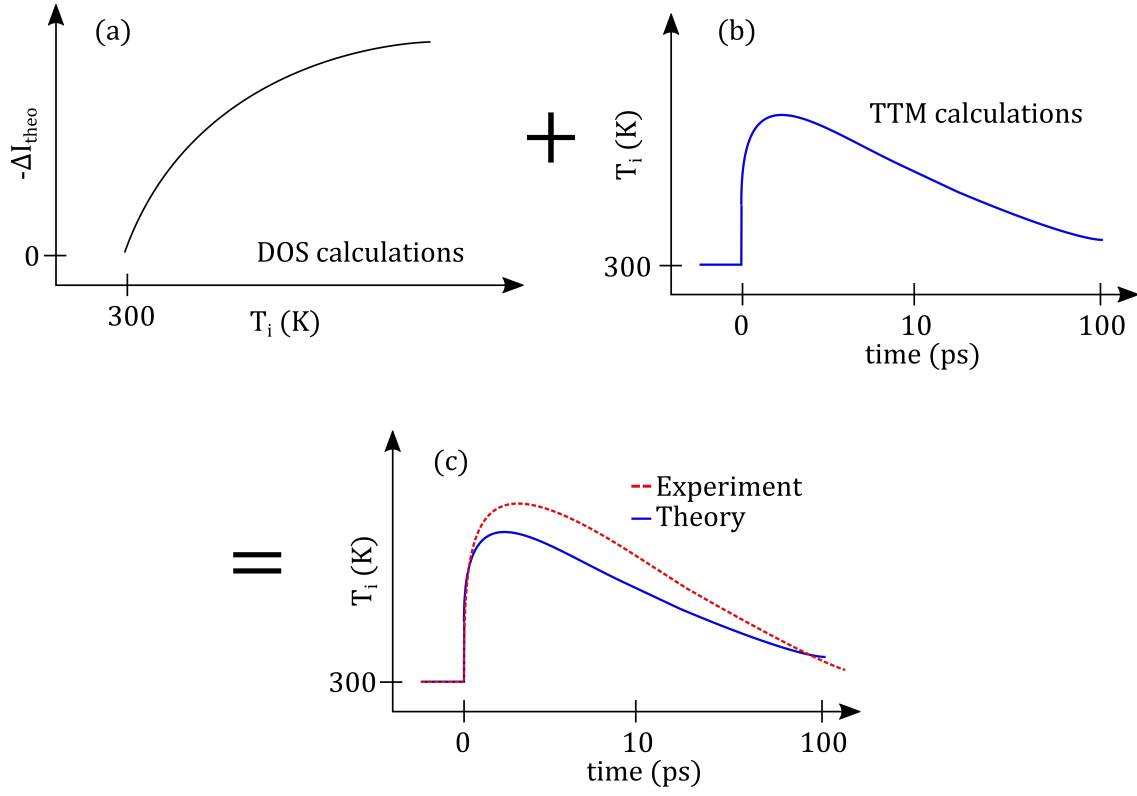 (a)
-ΔI_theo
0
DOS calculations
300
T_i (K)
+
(b)
T_i (K)
TTM calculations
300
0 10 100
time (ps)
=
(c)
Experiment
Theory
T_i (K)
300
0 10 100
time (ps)